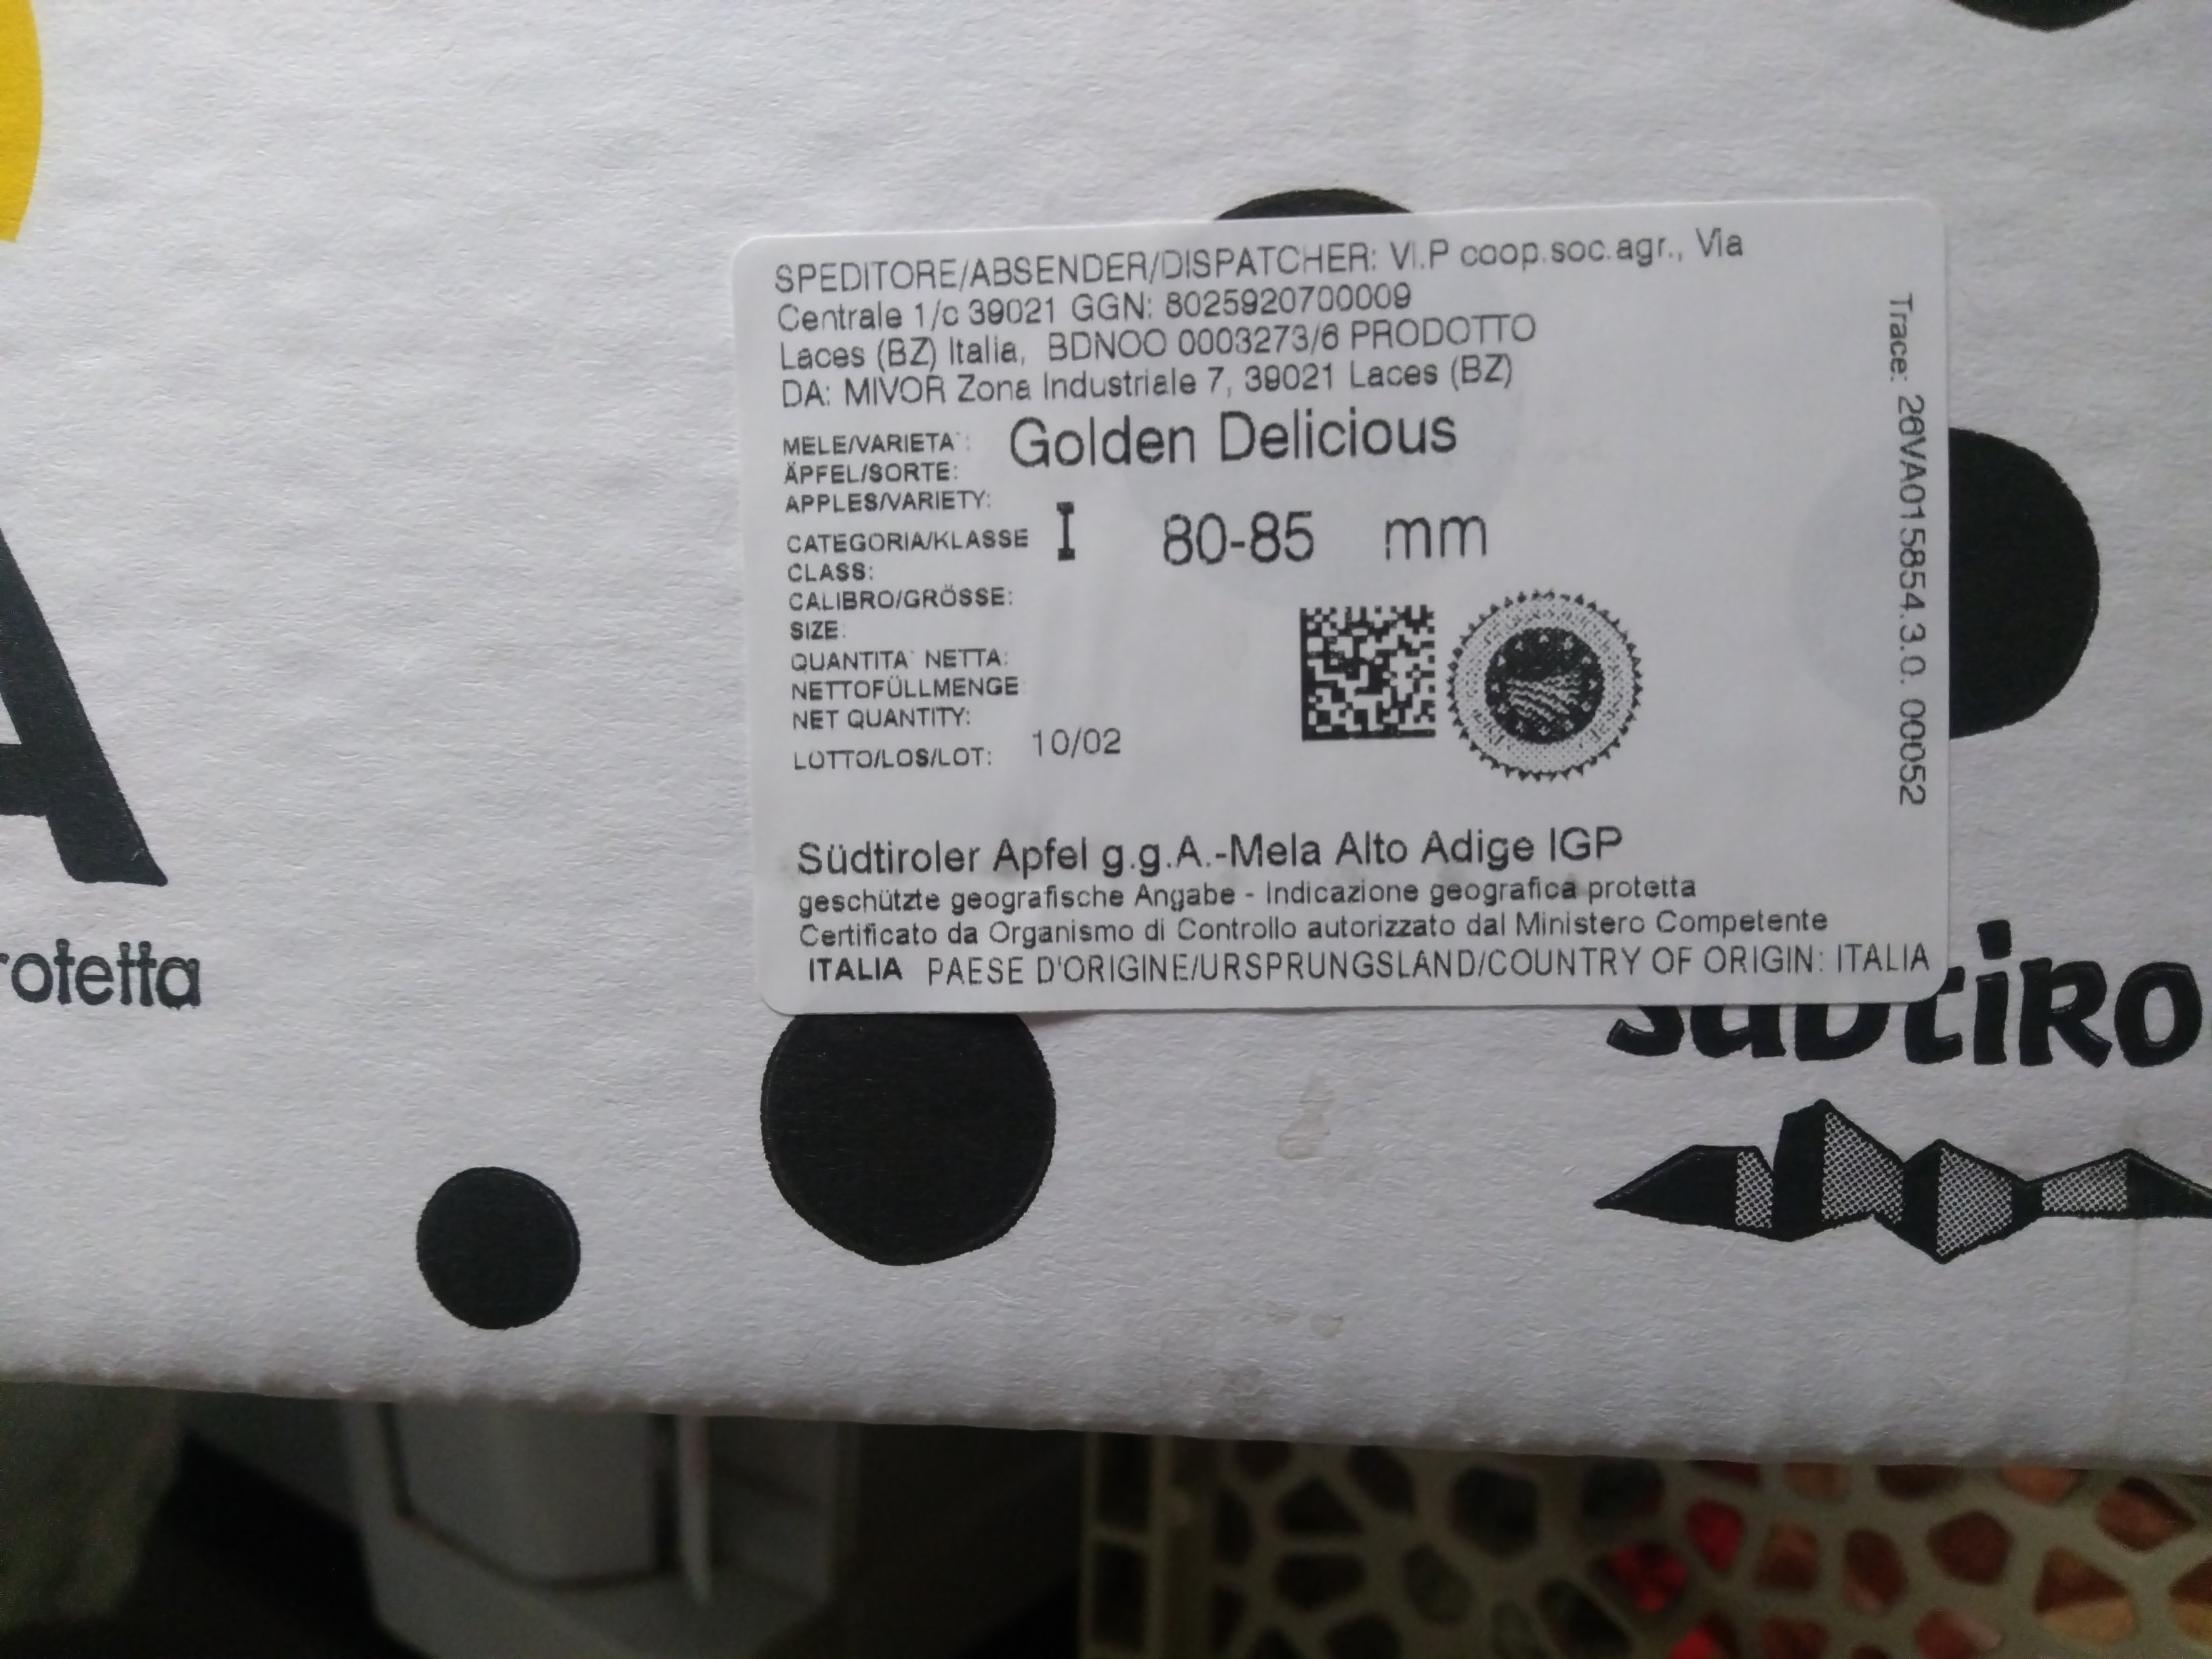 SPEDITORE/ABSENDER/DISPATCHER: VI.P coop.soc.agr., Via
Centrale 1/c 39021 GGN: 8025920700009
Laces (BZ) Italia, BDNOO 0003273/6 PRODOTTO
DA: MIVOR Zona Industriale 7, 39021 Laces (BZ)
MELE/VARIETA`: Golden Delicious
ÄPFEL/SORTE:
APPLES/VARIETY:
CATEGORIA/KLASSE I 80-85 mm
CLASS:
CALIBRO/GRÖSSE:
SIZE:
QUANTITA` NETTA:
NETTOFÜLLMENGE
NET QUANTITY:
LOTTO/LOS/LOT: 10/02
Südtiroler Apfel g.g.A.-Mela Alto Adige IGP
geschützte geografische Angabe - Indicazione geografica protetta
Certificato da Organismo di Controllo autorizzato dal Ministero Competente
ITALIA PAESE D'ORIGINE/URSPRUNGSLAND/COUNTRY OF ORIGIN: ITALIA
Trace: 26VA015854.3.0. 00052
A
rotetta
südtiro